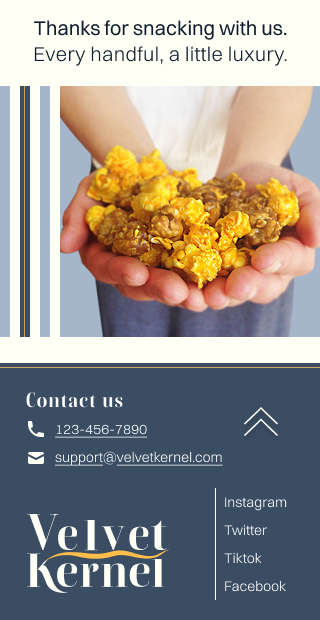 Thanks for snacking with us.
Every handful, a little luxury.
Contact us
123-456-7890
support@velvetkernel.com
Instagram
Twitter
Tiktok
Facebook
Velvet
Kernel